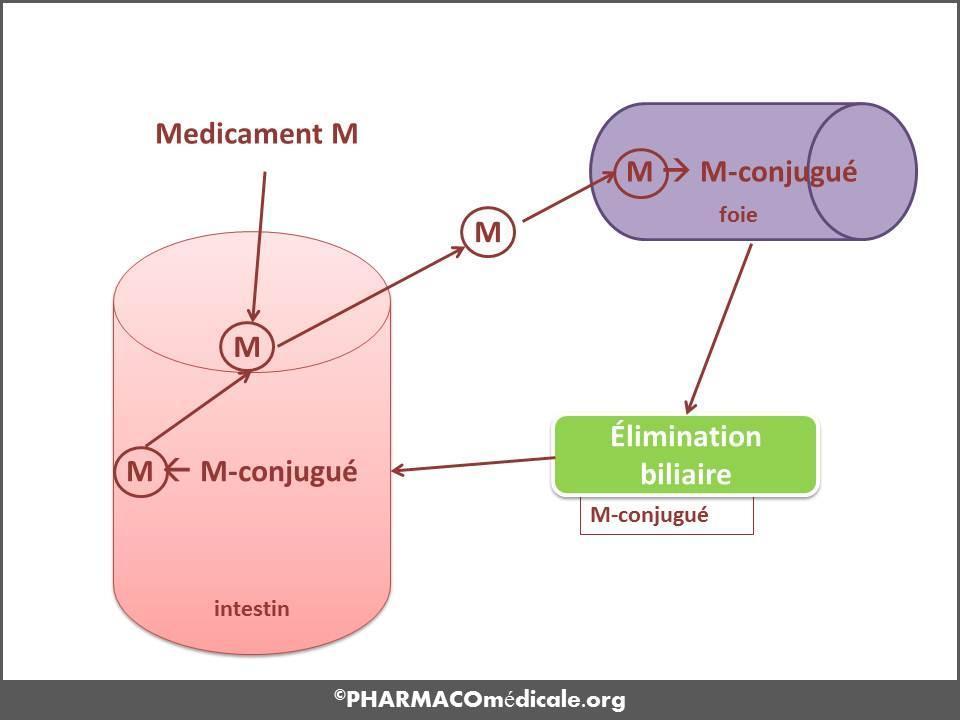 Medicament M
M → M-conjugué
foie
M
M
Élimination
biliaire
M ← M-conjugué
M-conjugué
intestin
©PHARMACOmédicale.org